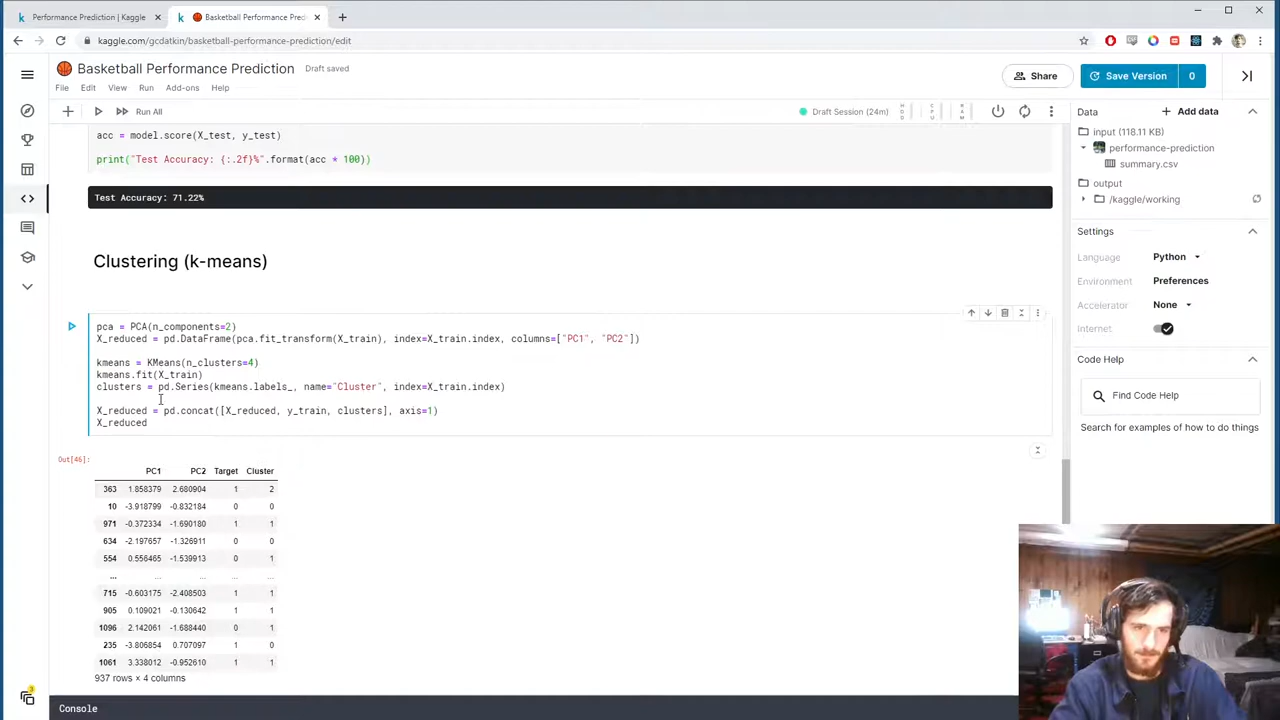 Performance Prediction | Kaggle
Basketball Performance Pred
kaggle.com/gcdatkin/basketball-performance-prediction/edit
Basketball Performance Prediction
Draft saved
Share
Save Version
0
File
Edit
View
Run
Add-ons
Help
Run All
Draft Session (24m)
Data
Add data
input (118.11 KB)
performance-prediction
summary.csv
output
/kaggle/working
Settings
Language
Python
Environment
Preferences
Accelerator
None
Internet
Code Help
Find Code Help
Search for examples of how to do things
acc = model.score(X_test, y_test)
print("Test Accuracy: {:.2f}%".format(acc * 100))
Test Accuracy: 71.22%
Clustering (k-means)
pca = PCA(n_components=2)
X_reduced = pd.DataFrame(pca.fit_transform(X_train), index=X_train.index, columns=["PC1", "PC2"])
kmeans = KMeans(n_clusters=4)
kmeans.fit(X_train)
clusters = pd.Series(kmeans.labels_, name="Cluster", index=X_train.index)
X_reduced = pd.concat([X_reduced, y_train, clusters], axis=1)
X_reduced
Out[46]:
PC1 PC2 Target Cluster
363 1.858379 2.680904 1 2
10 -3.918799 -0.832184 0 0
971 -0.372334 -1.690180 1 1
634 -2.197657 -1.326911 0 0
554 0.556465 -1.539913 0 1
... ... ... ... ...
715 -0.603175 -2.408503 1 1
905 0.109021 -0.130642 1 1
1096 2.142061 -1.688440 0 1
235 -3.806854 0.707097 1 0
1061 3.338012 -0.952610 1 1
937 rows × 4 columns
Console